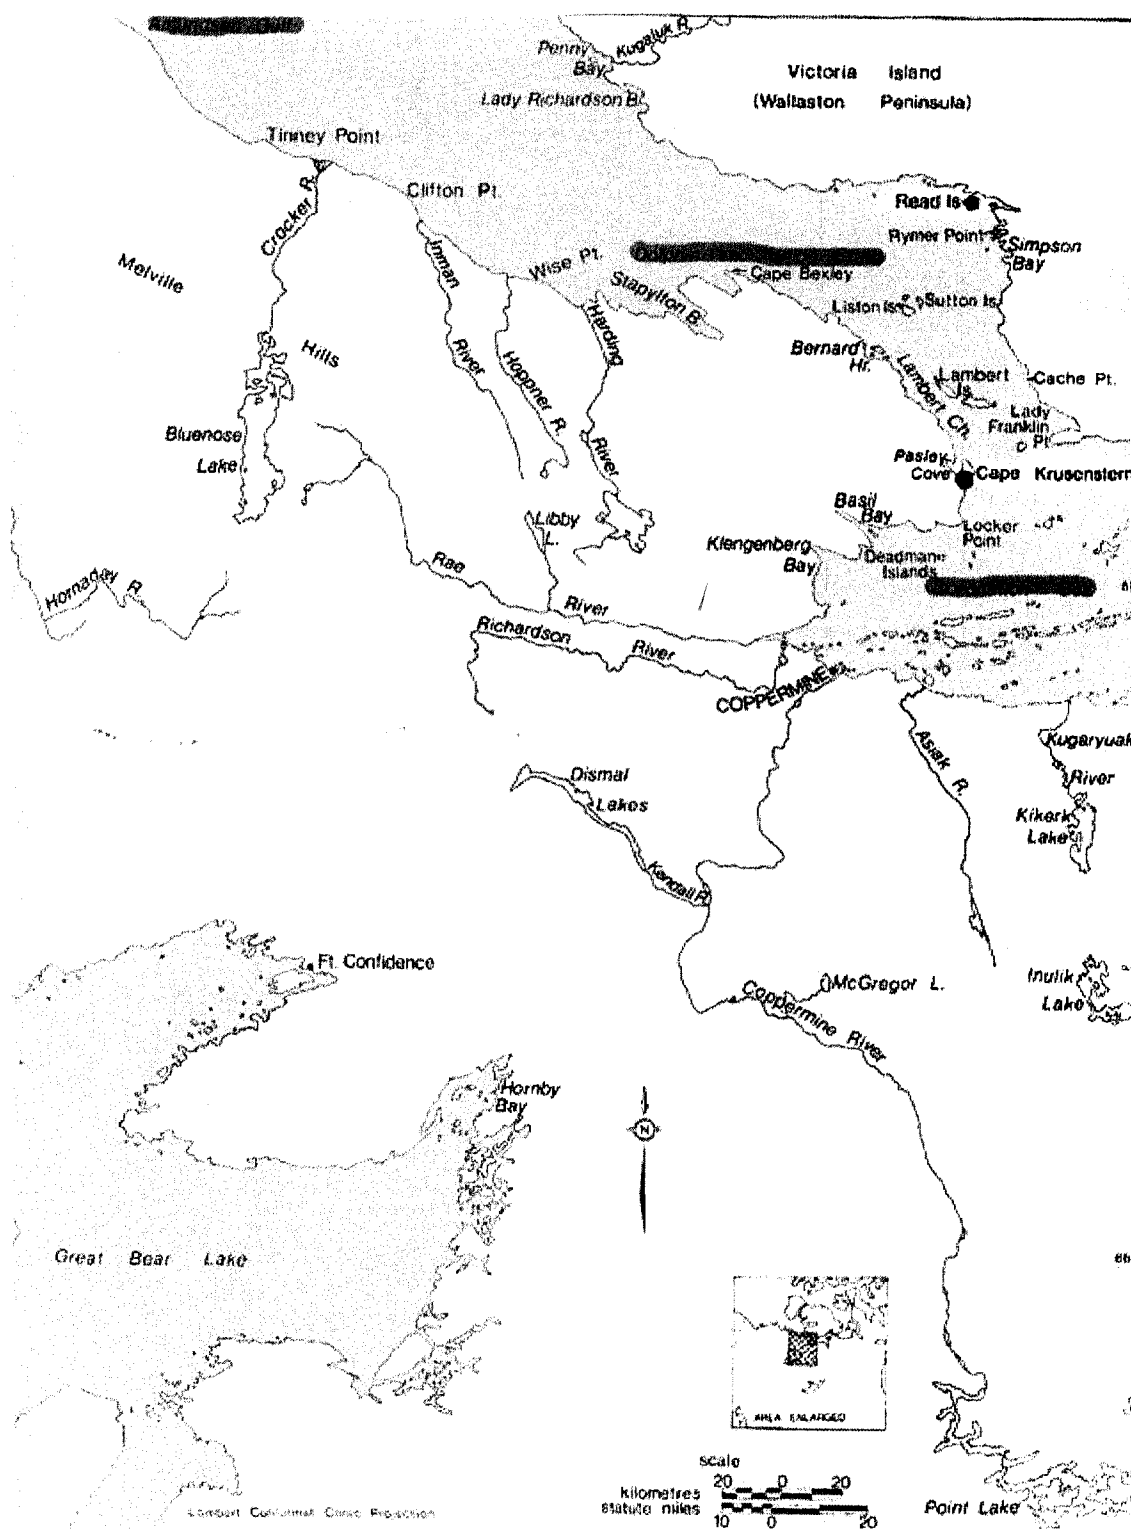 Penny
Bay
Kugaluk R.
Victoria Island
(Wallaston Peninsula)
Lady Richardson B.
Tinney Point
Clifton Pt.
Crocker R.
Read Is
Rymer Point
Simpson
Bay
Melville
Hills
Inman
River
Wise Pt.
Cape Bexley
Stapylton B.
Liston Is
Sutton Is
Harding
River
Hoppner R.
Bernard
Hr.
Lambert Ch.
Lambert
Is.
Cache Pt.
Lady
Franklin
Pt
Bluenose
Lake
Pasley
Cove
Cape Krusenstern
Basil
Bay
Locker
Point
Libby
L.
Klengenberg
Bay
Deadmans
Islands
Hornaday R.
Rae
River
Richardson
River
COPPERMINE
Asiak R.
Kugaryuak
River
Dismal
Lakes
Kikerk
Lake
Kendall R.
Ft. Confidence
McGregor L.
Inulik
Lake
Coppermine River
Hornby
Bay
N
Great Bear Lake
66
AREA ENLARGED
scale
20 0 20
kilometres
statute miles
10 0 20
Point Lake
Lambert Conformal Conic Projection